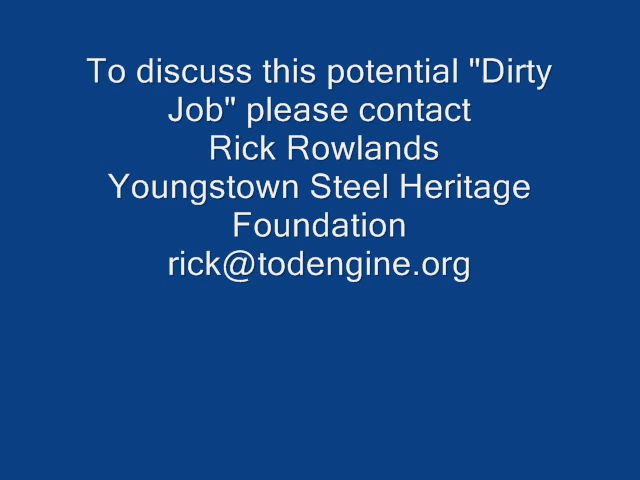 To discuss this potential "Dirty
Job" please contact
Rick Rowlands
Youngstown Steel Heritage
Foundation
rick@todengine.org